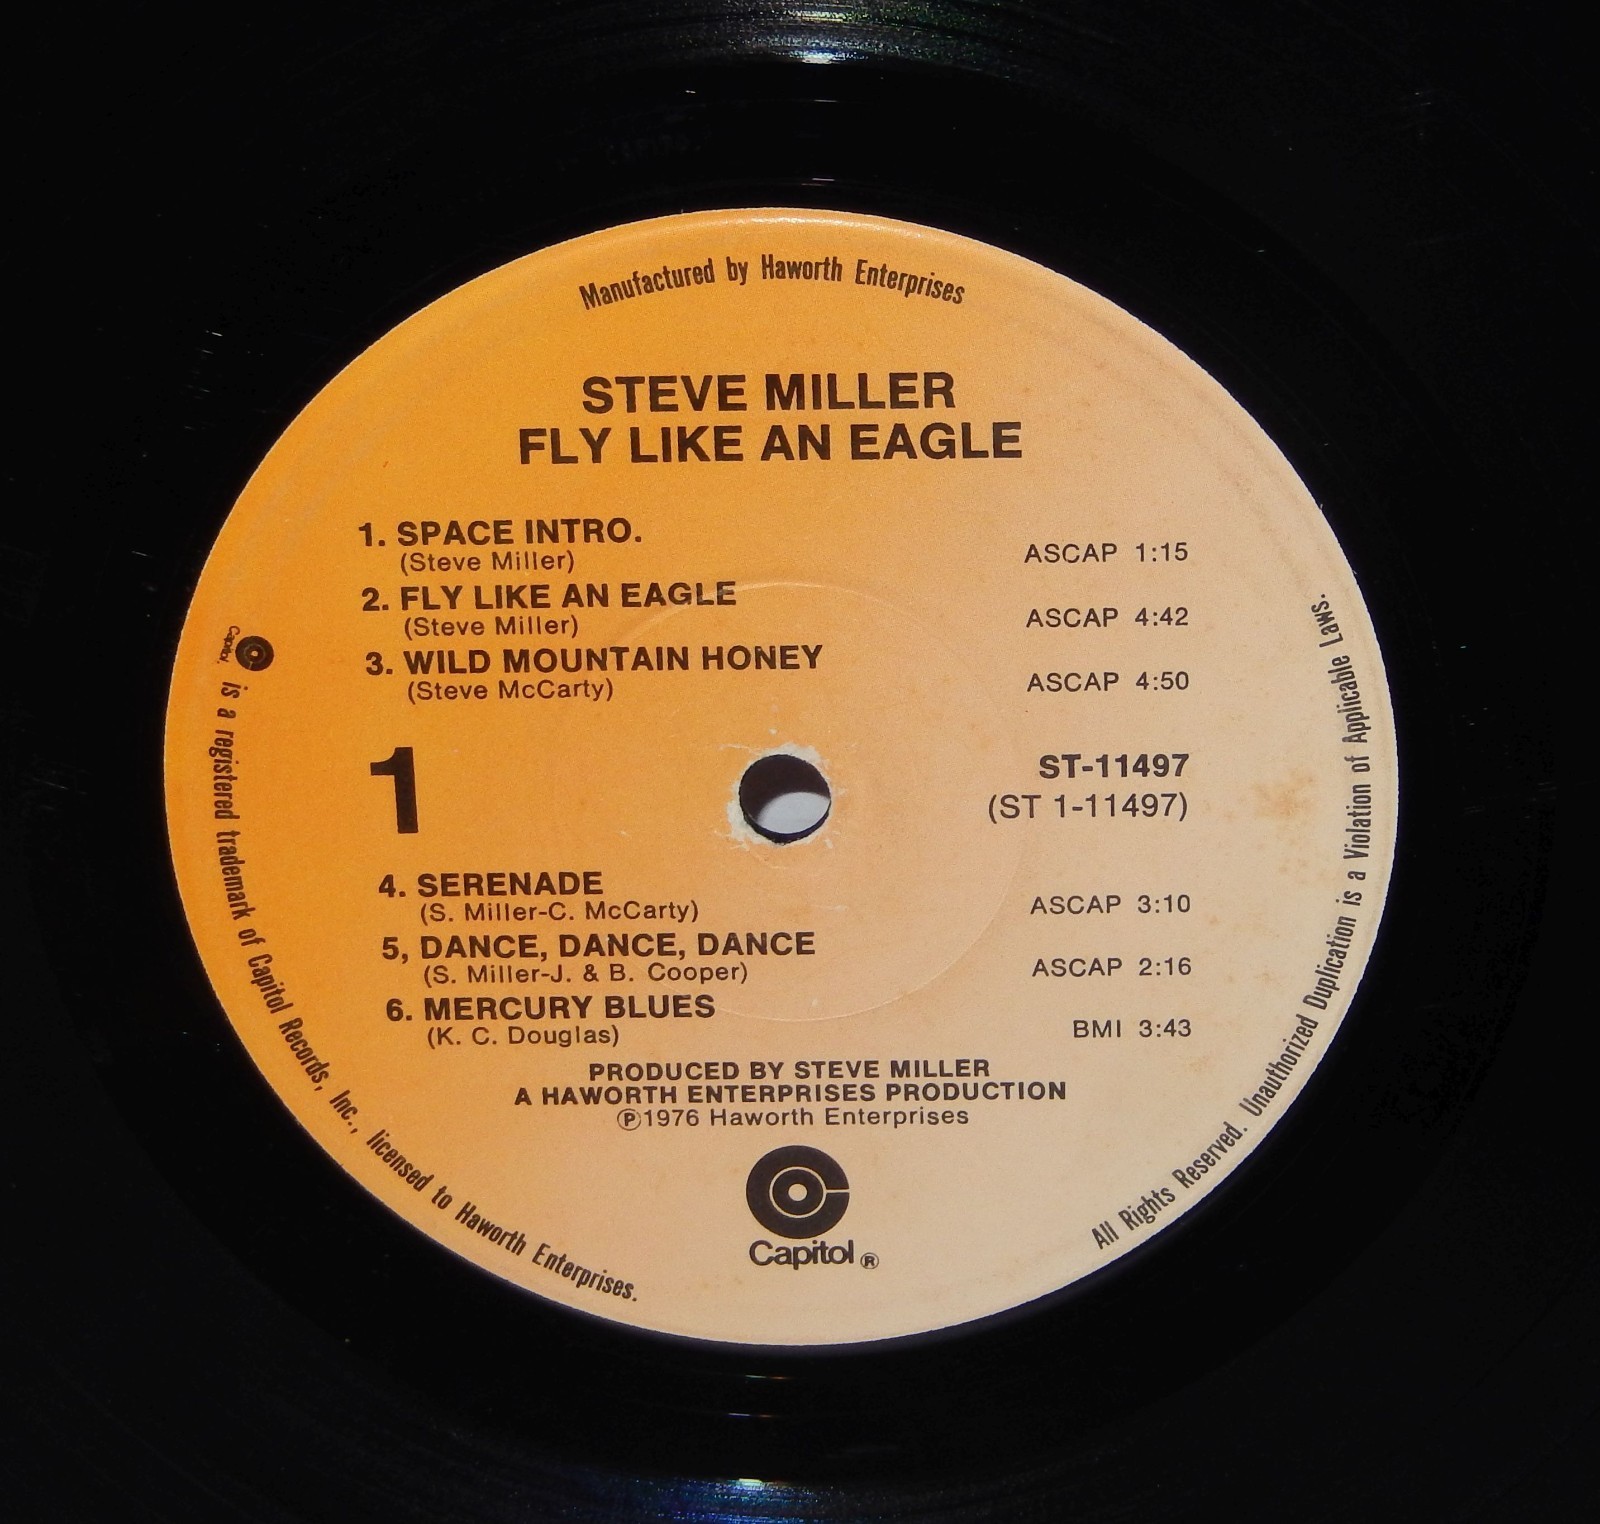 Manufactured by Haworth Enterprises
STEVE MILLER
FLY LIKE AN EAGLE
1. SPACE INTRO.
(Steve Miller)
ASCAP 1:15
2. FLY LIKE AN EAGLE
(Steve Miller)
ASCAP 4:42
3. WILD MOUNTAIN HONEY
(Steve McCarty)
ASCAP 4:50
1
ST-11497
(ST 1-11497)
4. SERENADE
(S. Miller-C. McCarty)
ASCAP 3:10
5, DANCE, DANCE, DANCE
(S. Miller-J. & B. Cooper)
ASCAP 2:16
6. MERCURY BLUES
(K. C. Douglas)
BMI 3:43
PRODUCED BY STEVE MILLER
A HAWORTH ENTERPRISES PRODUCTION
Ⓟ1976 Haworth Enterprises
Capitol®
Capitol. is a registered trademark of Capitol Records, Inc., licensed to Haworth Enterprises.
All Rights Reserved. Unauthorized Duplication is a Violation of Applicable Laws.